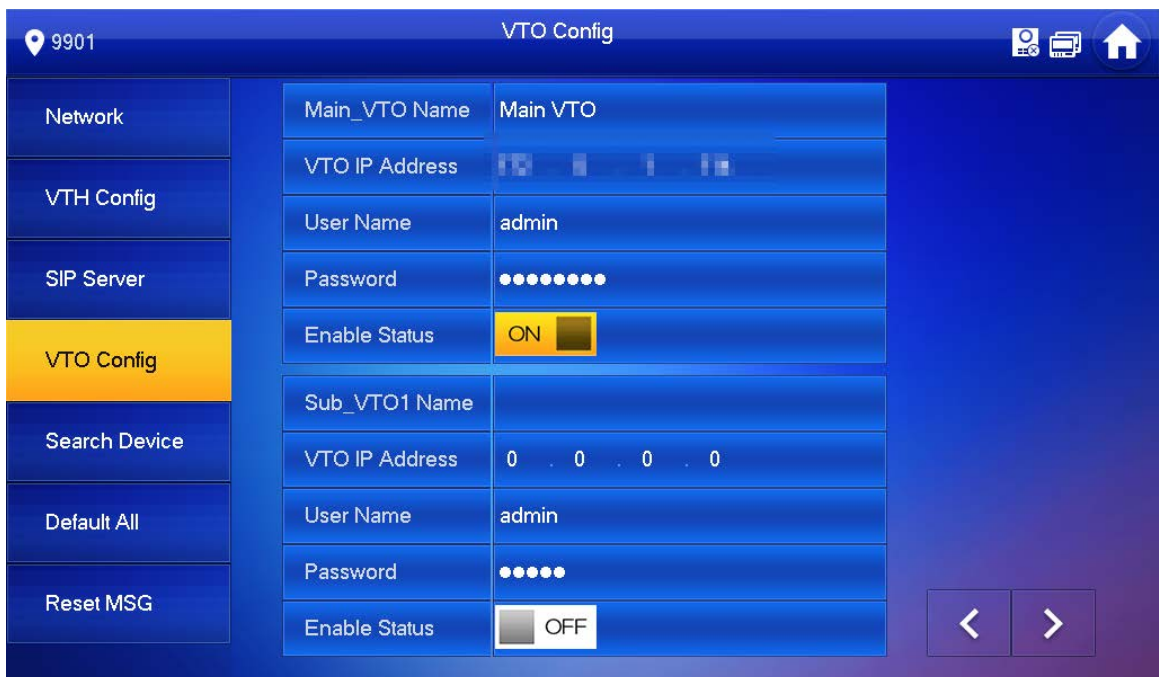 9901
VTO Config
Network
VTH Config
SIP Server
VTO Config
Search Device
Default All
Reset MSG
Main_VTO Name Main VTO
VTO IP Address
User Name admin
Password ●●●●●●●●
Enable Status ON
Sub_VTO1 Name
VTO IP Address 0 . 0 . 0 . 0
User Name admin
Password ●●●●●
Enable Status OFF